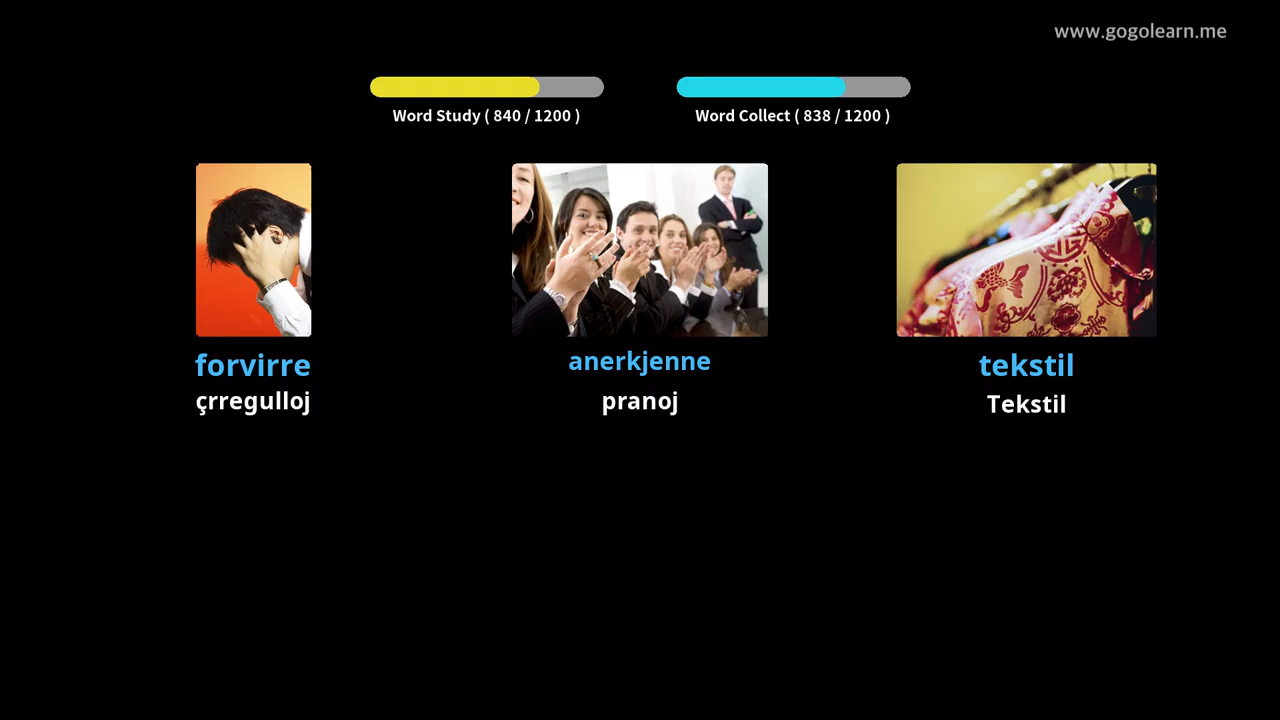 www.gogolearn.me
Word Study ( 840 / 1200 )
Word Collect ( 838 / 1200 )
forvirre
çrregulloj
anerkjenne
pranoj
tekstil
Tekstil